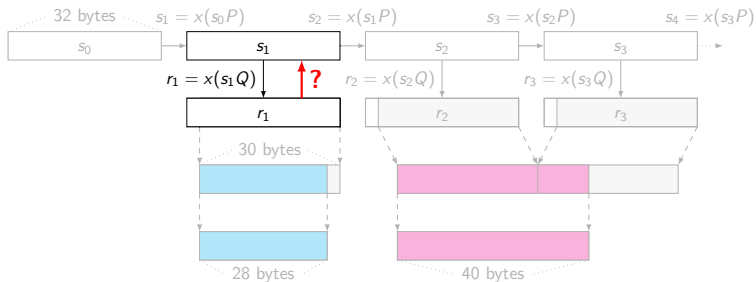 32 bytes s₁ = x(s₀P) s₂ = x(s₁P) s₃ = x(s₂P) s₄ = x(s₃P)
s₀ s₁ s₂ s₃
r₁ = x(s₁Q) ? r₂ = x(s₂Q) r₃ = x(s₃Q)
r₁ r₂ r₃
30 bytes
28 bytes 40 bytes